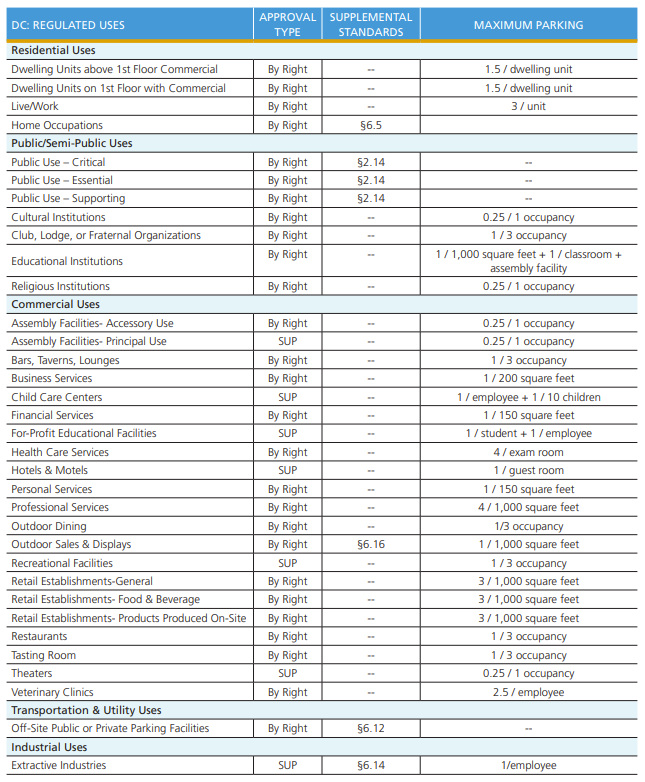 DC: REGULATED USES APPROVAL TYPE SUPPLEMENTAL STANDARDS MAXIMUM PARKING
Residential Uses
Dwelling Units above 1st Floor Commercial By Right -- 1.5 / dwelling unit
Dwelling Units on 1st Floor with Commercial By Right -- 1.5 / dwelling unit
Live/Work By Right -- 3 / unit
Home Occupations By Right §6.5
Public/Semi-Public Uses
Public Use – Critical By Right §2.14 --
Public Use – Essential By Right §2.14 --
Public Use – Supporting By Right §2.14 --
Cultural Institutions By Right -- 0.25 / 1 occupancy
Club, Lodge, or Fraternal Organizations By Right -- 1 / 3 occupancy
Educational Institutions By Right -- 1 / 1,000 square feet + 1 / classroom + assembly facility
Religious Institutions By Right -- 0.25 / 1 occupancy
Commercial Uses
Assembly Facilities- Accessory Use By Right -- 0.25 / 1 occupancy
Assembly Facilities- Principal Use SUP -- 0.25 / 1 occupancy
Bars, Taverns, Lounges By Right -- 1 / 3 occupancy
Business Services By Right -- 1 / 200 square feet
Child Care Centers SUP -- 1 / employee + 1 / 10 children
Financial Services By Right -- 1 / 150 square feet
For-Profit Educational Facilities SUP -- 1 / student + 1 / employee
Health Care Services By Right -- 4 / exam room
Hotels & Motels SUP -- 1 / guest room
Personal Services By Right -- 1 / 150 square feet
Professional Services By Right -- 4 / 1,000 square feet
Outdoor Dining By Right -- 1/3 occupancy
Outdoor Sales & Displays By Right §6.16 1 / 1,000 square feet
Recreational Facilities SUP -- 1 / 3 occupancy
Retail Establishments-General By Right -- 3 / 1,000 square feet
Retail Establishments- Food & Beverage By Right -- 3 / 1,000 square feet
Retail Establishments- Products Produced On-Site By Right -- 3 / 1,000 square feet
Restaurants By Right -- 1 / 3 occupancy
Tasting Room By Right -- 1 / 3 occupancy
Theaters SUP -- 0.25 / 1 occupancy
Veterinary Clinics By Right -- 2.5 / employee
Transportation & Utility Uses
Off-Site Public or Private Parking Facilities By Right §6.12 --
Industrial Uses
Extractive Industries SUP §6.14 1/employee